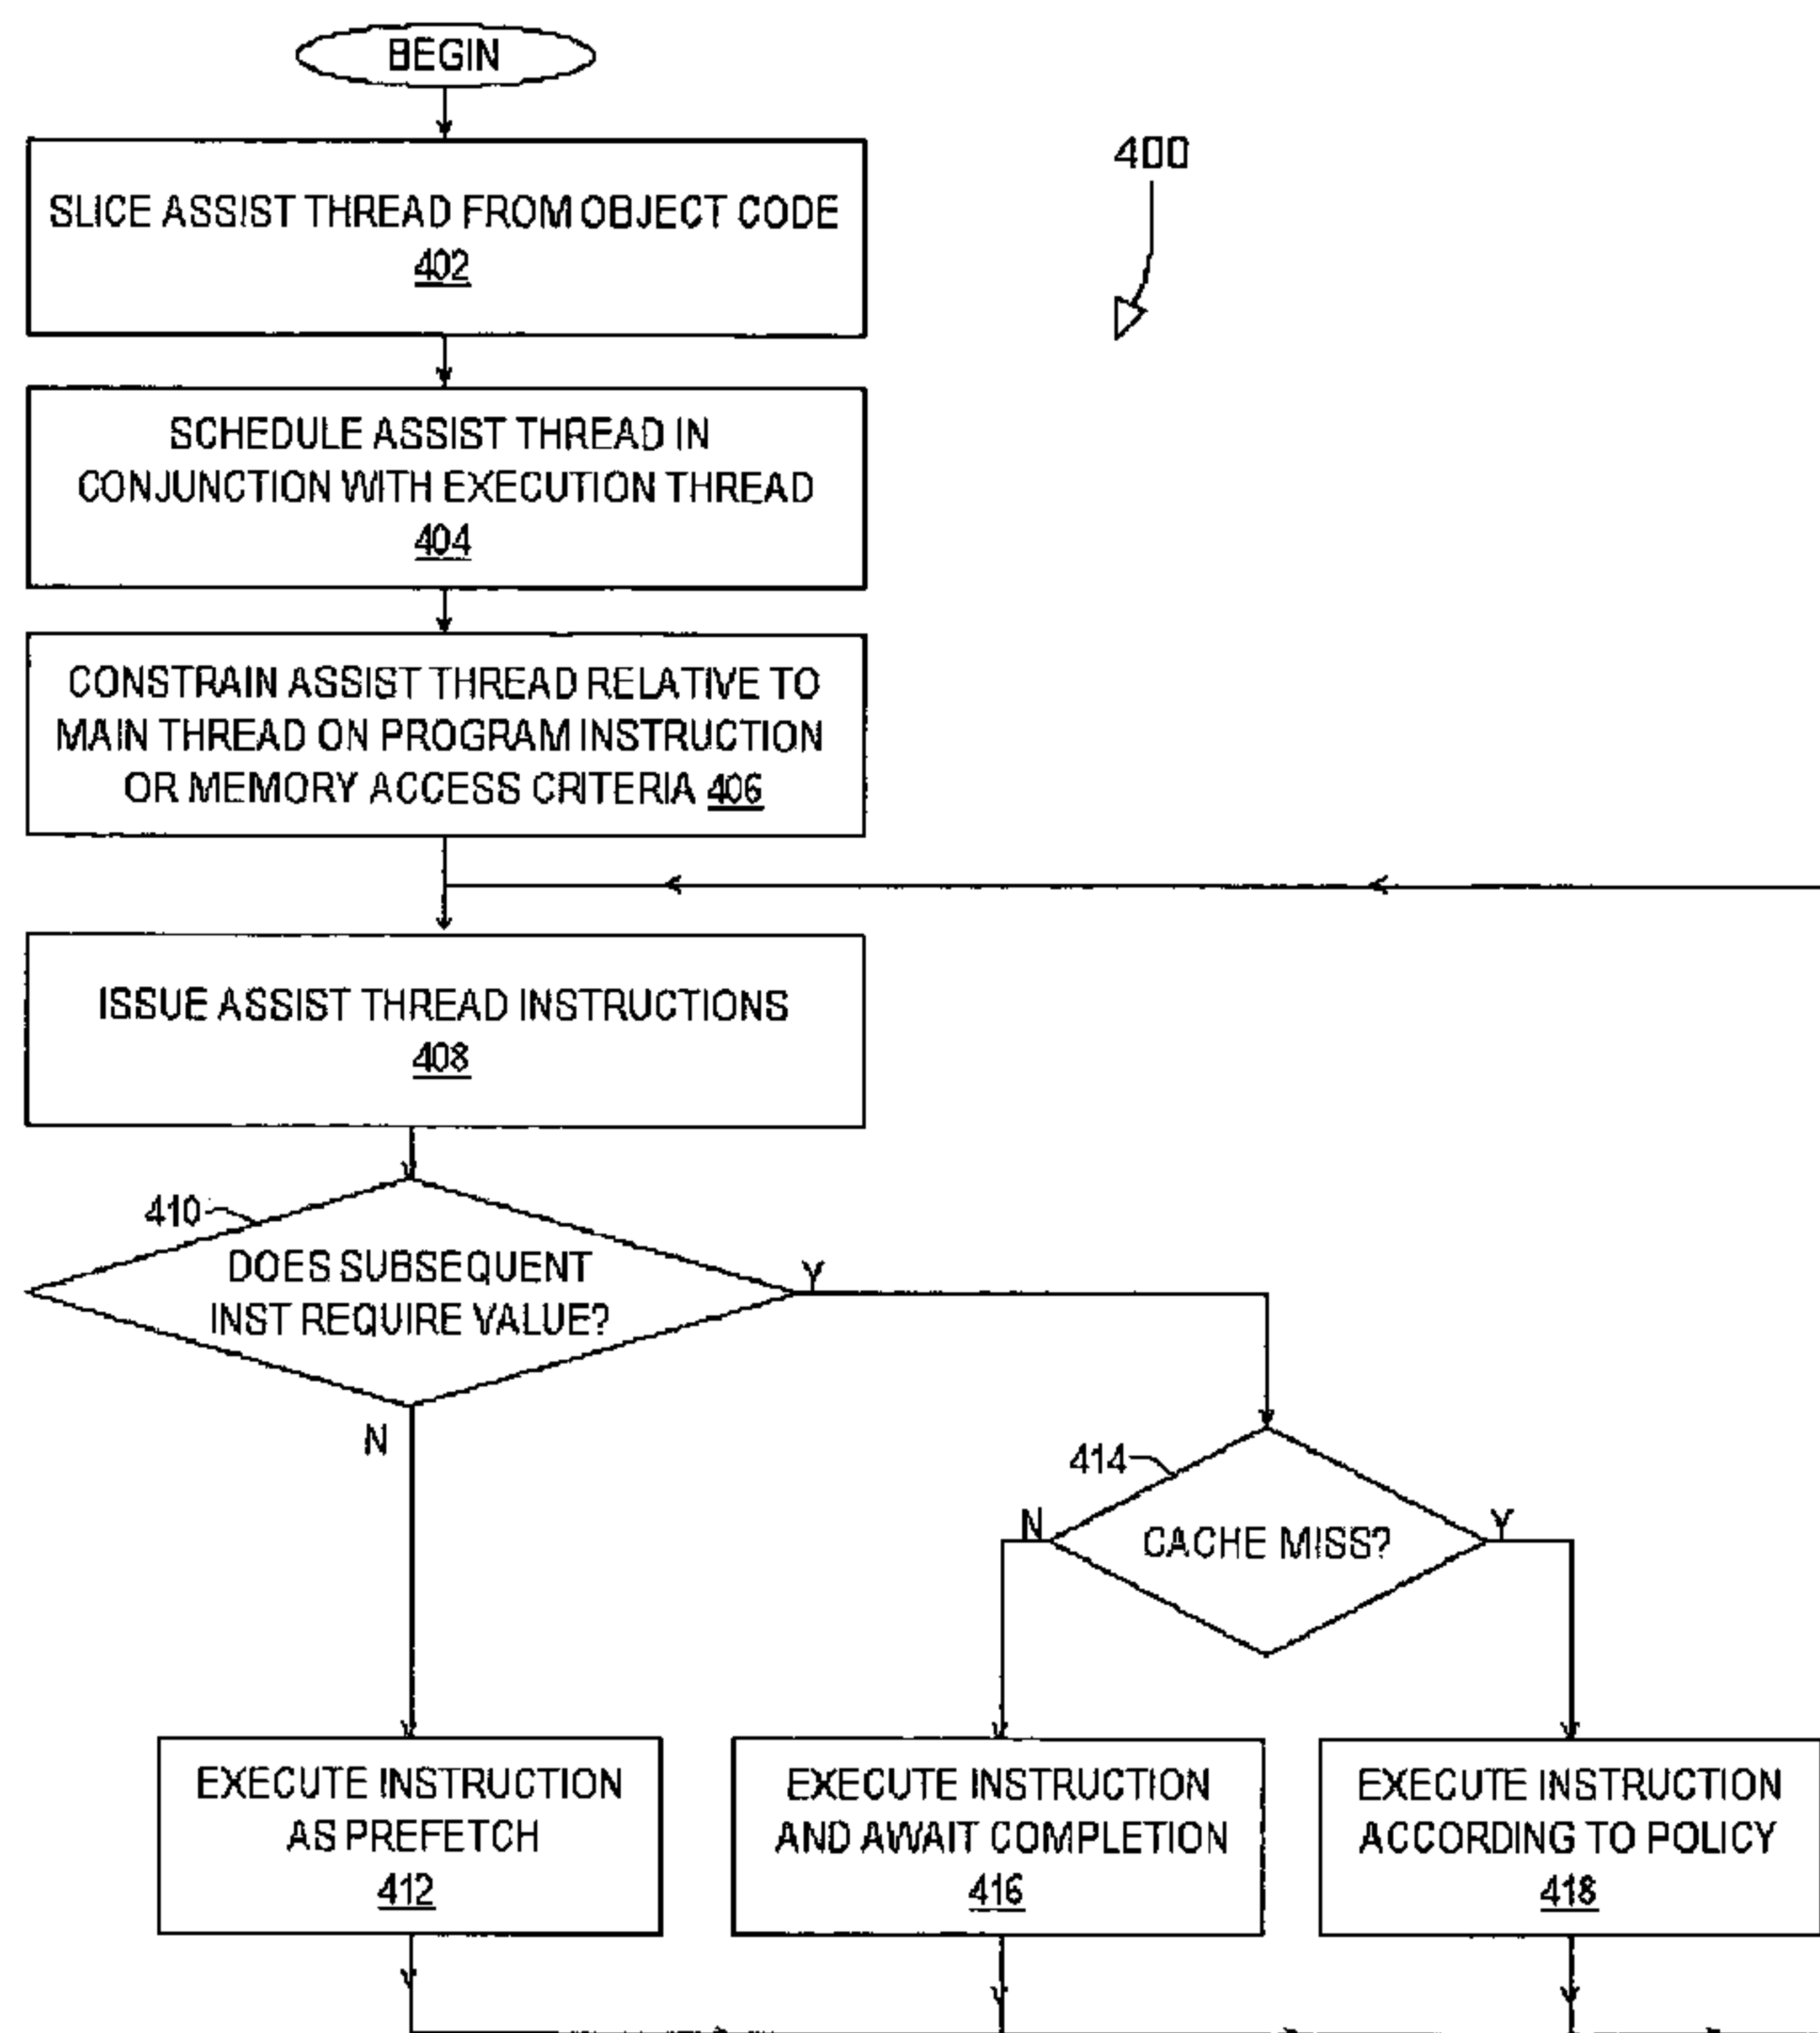 BEGIN
400
SLICE ASSIST THREAD FROM OBJECT CODE
402
SCHEDULE ASSIST THREAD IN
CONJUNCTION WITH EXECUTION THREAD
404
CONSTRAIN ASSIST THREAD RELATIVE TO
MAIN THREAD ON PROGRAM INSTRUCTION
OR MEMORY ACCESS CRITERIA 406
ISSUE ASSIST THREAD INSTRUCTIONS
408
410
DOES SUBSEQUENT
INST REQUIRE VALUE?
Y
N
414
CACHE MISS?
N
Y
EXECUTE INSTRUCTION
AS PREFETCH
412
EXECUTE INSTRUCTION
AND AWAIT COMPLETION
416
EXECUTE INSTRUCTION
ACCORDING TO POLICY
418